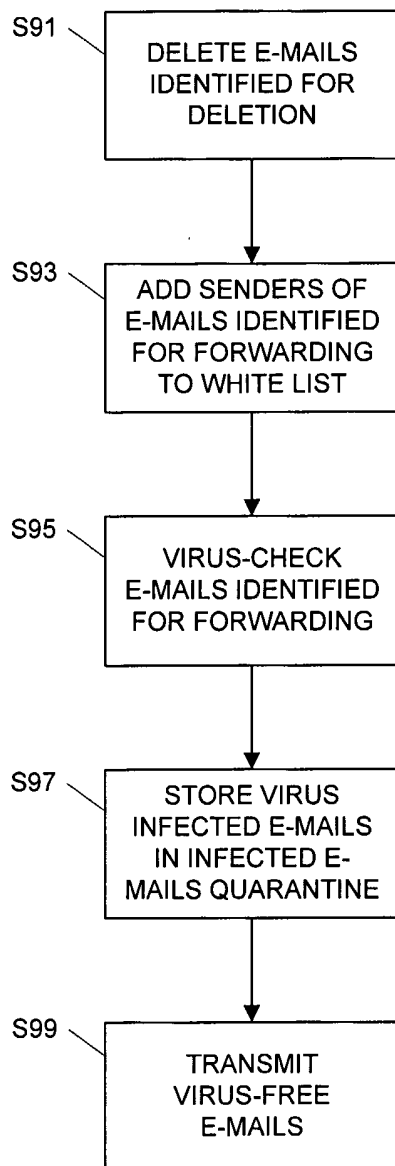 S91
DELETE E-MAILS
IDENTIFIED FOR
DELETION
S93
ADD SENDERS OF
E-MAILS IDENTIFIED
FOR FORWARDING
TO WHITE LIST
S95
VIRUS-CHECK
E-MAILS IDENTIFIED
FOR FORWARDING
S97
STORE VIRUS
INFECTED E-MAILS
IN INFECTED E-
MAILS QUARANTINE
S99
TRANSMIT
VIRUS-FREE
E-MAILS